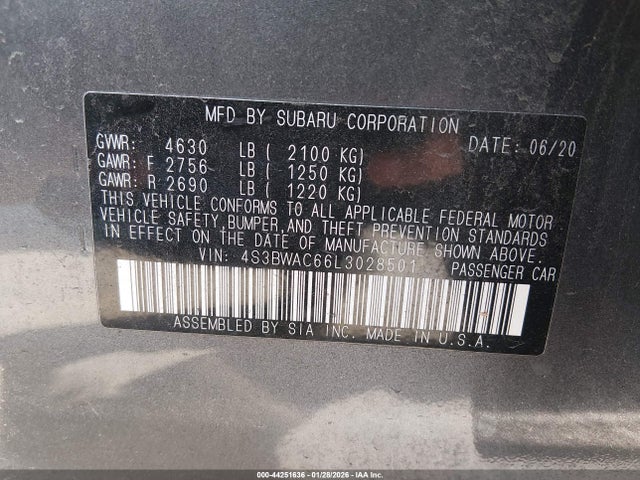 MFD BY SUBARU CORPORATION DATE: 06/20
GVWR: 4630 LB ( 2100 KG)
GAWR: F 2756 LB ( 1250 KG)
GAWR: R 2690 LB ( 1220 KG)
THIS VEHICLE CONFORMS TO ALL APPLICABLE FEDERAL MOTOR
VEHICLE SAFETY, BUMPER, AND THEFT PREVENTION STANDARDS
IN EFFECT ON THE DATE OF MANUFACTURE SHOWN ABOVE.
VIN: 4S3BWAC66L3028501 PASSENGER CAR
ASSEMBLED BY SIA INC. MADE IN U.S.A.
000-44251636 - 01/28/2026 - IAA Inc.